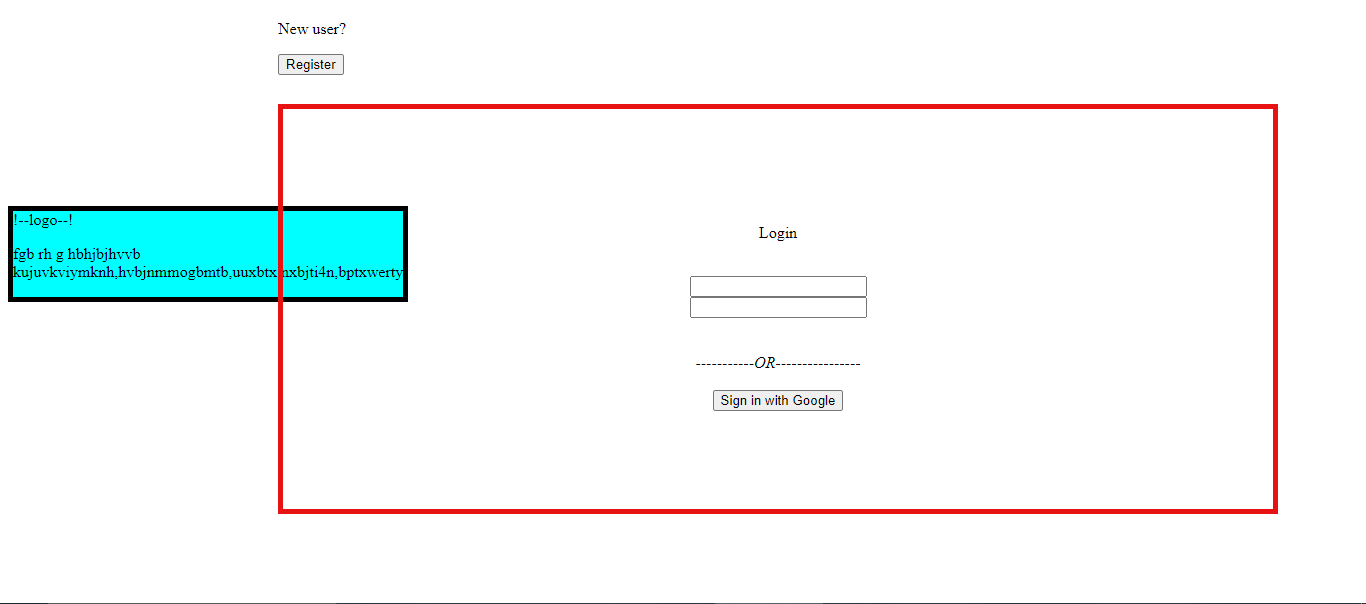 New user?
Register
!--logo--!
fgb rh g hbhjbjhvvb
kujuvkviymknh,hvbjnmmogbmtb,uuxbtx,nxbjti4n,bptxwerty
Login
-----------OR----------------
Sign in with Google